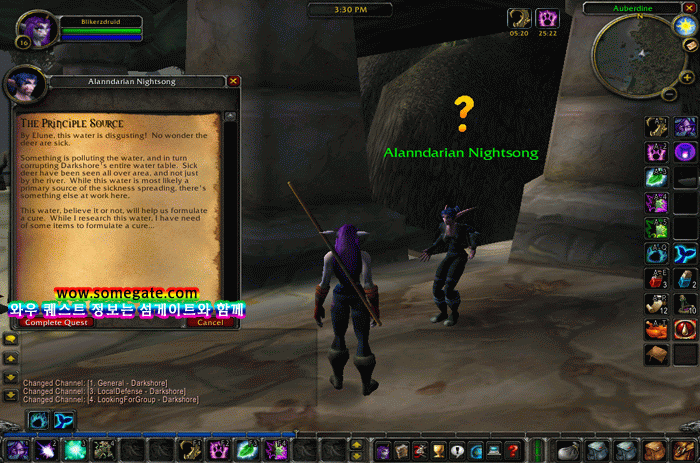 Blikerzdruid
16
3:30 PM
05:20
25:22
Auberdine
N
Alanndarian Nightsong
The Principle Source
By Elune, this water is disgusting! No wonder the
deer are sick.
Something is polluting the water, and in turn
corrupting Darkshore's entire water table. Sick
deer have been seen all over area, and not just
by the river. While this water is most likely a
primary source of the sickness spreading, there's
something else at work here.
This water, believe it or not, will help us formulate
a cure. While I research this water, I have need
of some items to formulate a cure...
?
Alanndarian Nightsong
www.somegate.com
와우 퀘스트 정보는 섬게이트와 함께
Complete Quest
Cancel
Changed Channel: [1. General - Darkshore]
Changed Channel: [3. LocalDefense - Darkshore]
Changed Channel: [4. LookingForGroup - Darkshore]